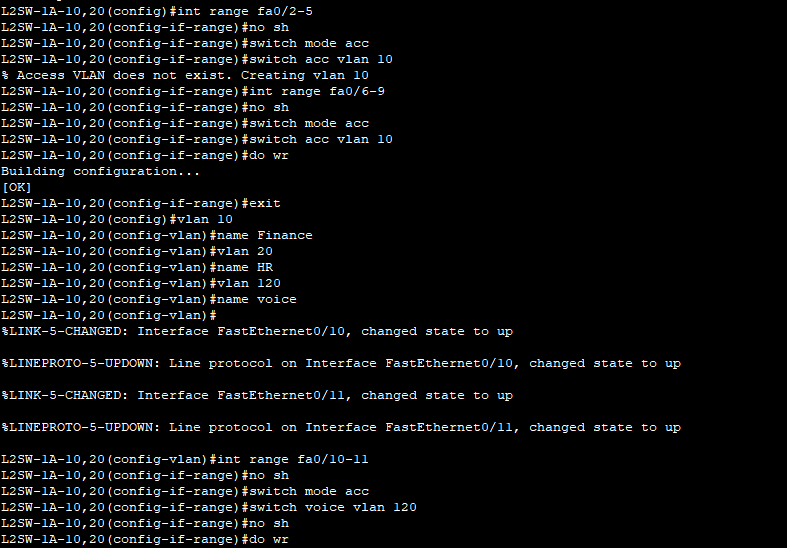 L2SW-1A-10,20(config)#int range fa0/2-5
L2SW-1A-10,20(config-if-range)#no sh
L2SW-1A-10,20(config-if-range)#switch mode acc
L2SW-1A-10,20(config-if-range)#switch acc vlan 10
% Access VLAN does not exist. Creating vlan 10
L2SW-1A-10,20(config-if-range)#int range fa0/6-9
L2SW-1A-10,20(config-if-range)#no sh
L2SW-1A-10,20(config-if-range)#switch mode acc
L2SW-1A-10,20(config-if-range)#switch acc vlan 10
L2SW-1A-10,20(config-if-range)#do wr
Building configuration...
[OK]
L2SW-1A-10,20(config-if-range)#exit
L2SW-1A-10,20(config)#vlan 10
L2SW-1A-10,20(config-vlan)#name Finance
L2SW-1A-10,20(config-vlan)#vlan 20
L2SW-1A-10,20(config-vlan)#name HR
L2SW-1A-10,20(config-vlan)#vlan 120
L2SW-1A-10,20(config-vlan)#name voice
L2SW-1A-10,20(config-vlan)#
%LINK-5-CHANGED: Interface FastEthernet0/10, changed state to up
%LINEPROTO-5-UPDOWN: Line protocol on Interface FastEthernet0/10, changed state to up
%LINK-5-CHANGED: Interface FastEthernet0/11, changed state to up
%LINEPROTO-5-UPDOWN: Line protocol on Interface FastEthernet0/11, changed state to up
L2SW-1A-10,20(config-vlan)#int range fa0/10-11
L2SW-1A-10,20(config-if-range)#no sh
L2SW-1A-10,20(config-if-range)#switch mode acc
L2SW-1A-10,20(config-if-range)#switch voice vlan 120
L2SW-1A-10,20(config-if-range)#no sh
L2SW-1A-10,20(config-if-range)#do wr